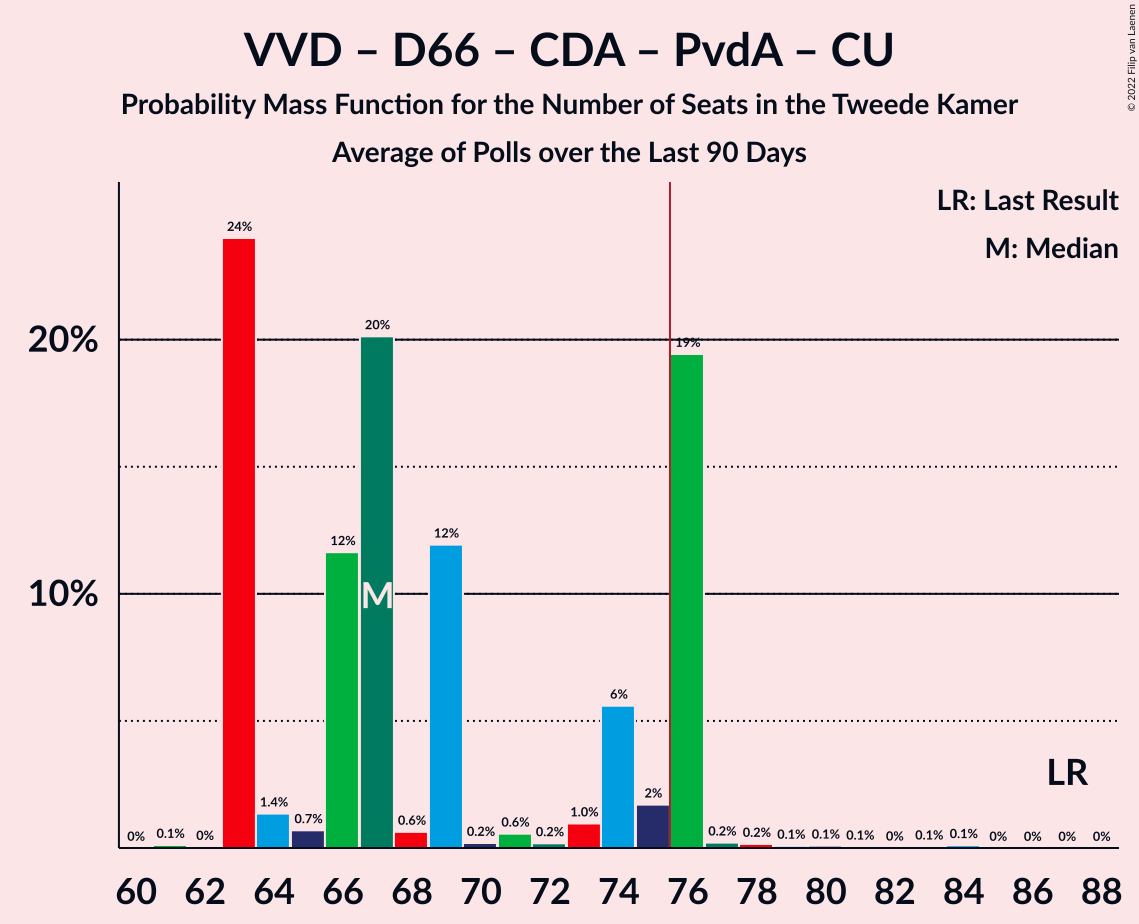 VVD – D66 – CDA – PvdA – CU
Probability Mass Function for the Number of Seats in the Tweede Kamer
Average of Polls over the Last 90 Days
© 2022 Filip van Laenen
LR: Last Result
M: Median
20%
10%
0% 0.1% 0% 24% 1.4% 0.7% 12% 20% 0.6% 12% 0.2% 0.6% 0.2% 1.0% 6% 2% 19% 0.2% 0.2% 0.1% 0.1% 0.1% 0% 0.1% 0.1% 0% 0% 0% 0%
M
LR
60 62 64 66 68 70 72 74 76 78 80 82 84 86 88